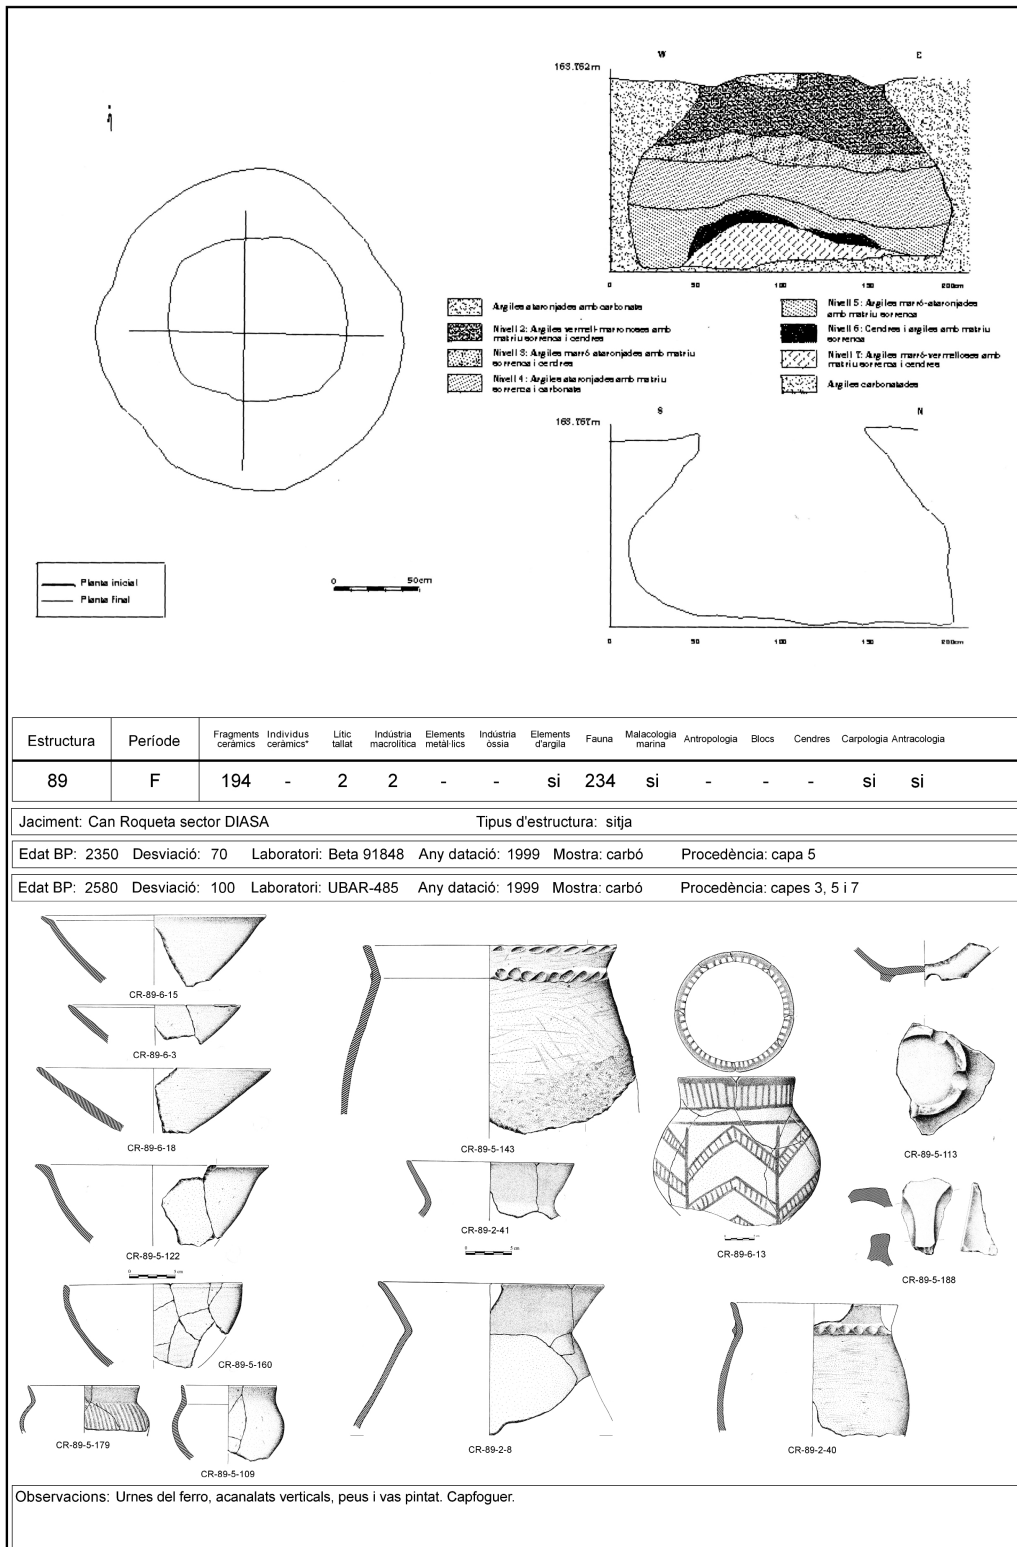 W E
163.762m
0 50 100 150 200cm
Argiles ataronjades amb carbonats
Nivell 2: Argiles vermell-marronoses amb
matriu sorrenca i cendres
Nivell 3: Argiles marró ataronjades amb matriu
sorrenca i cendres
Nivell 4: Argiles ataronjades amb matriu
sorrenca i carbonats
Nivell 5: Argiles marró-ataronjades
amb matriu sorrenca
Nivell 6: Cendres i argiles amb matriu
sorrenca
Nivell 7: Argiles marró-vermelloses amb
matriu sorrenca i cendres
Argiles carbonatades
S N
163.767m
0 50 100 150 200cm
Planta inicial
Planta final
0 50cm
Estructura Període Fragments ceràmics Individus ceràmics* Lític tallat Indústria macrolítica Elements metàl·lics Indústria òssia Elements d'argila Fauna Malacologia marina Antropologia Blocs Cendres Carpologia Antracologia
89 F 194 - 2 2 - - si 234 si - - - si si
Jaciment: Can Roqueta sector DIASA Tipus d'estructura: sitja
Edat BP: 2350 Desviació: 70 Laboratori: Beta 91848 Any datació: 1999 Mostra: carbó Procedència: capa 5
Edat BP: 2580 Desviació: 100 Laboratori: UBAR-485 Any datació: 1999 Mostra: carbó Procedència: capes 3, 5 i 7
CR-89-6-15
CR-89-6-3
CR-89-6-18
CR-89-5-122
0 5 cm
CR-89-5-160
CR-89-5-179
CR-89-5-109
CR-89-5-143
CR-89-2-41
0 5 cm
CR-89-2-8
CR-89-6-13
CR-89-5-113
CR-89-5-188
CR-89-2-40
Observacions: Urnes del ferro, acanalats verticals, peus i vas pintat. Capfoguer.